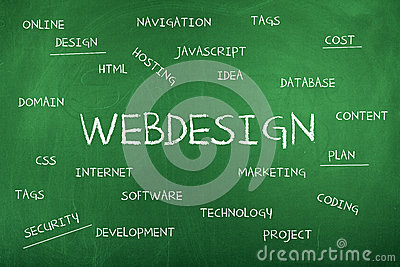 ONLINE
NAVIGATION
TAGS
DESIGN
COST
JAVASCRIPT
HTML
HOSTING
IDEA
DATABASE
DOMAIN
CONTENT
WEBDESIGN
CSS
INTERNET
MARKETING
PLAN
TAGS
SOFTWARE
CODING
SECURITY
TECHNOLOGY
DEVELOPMENT
PROJECT
dreamstime.com